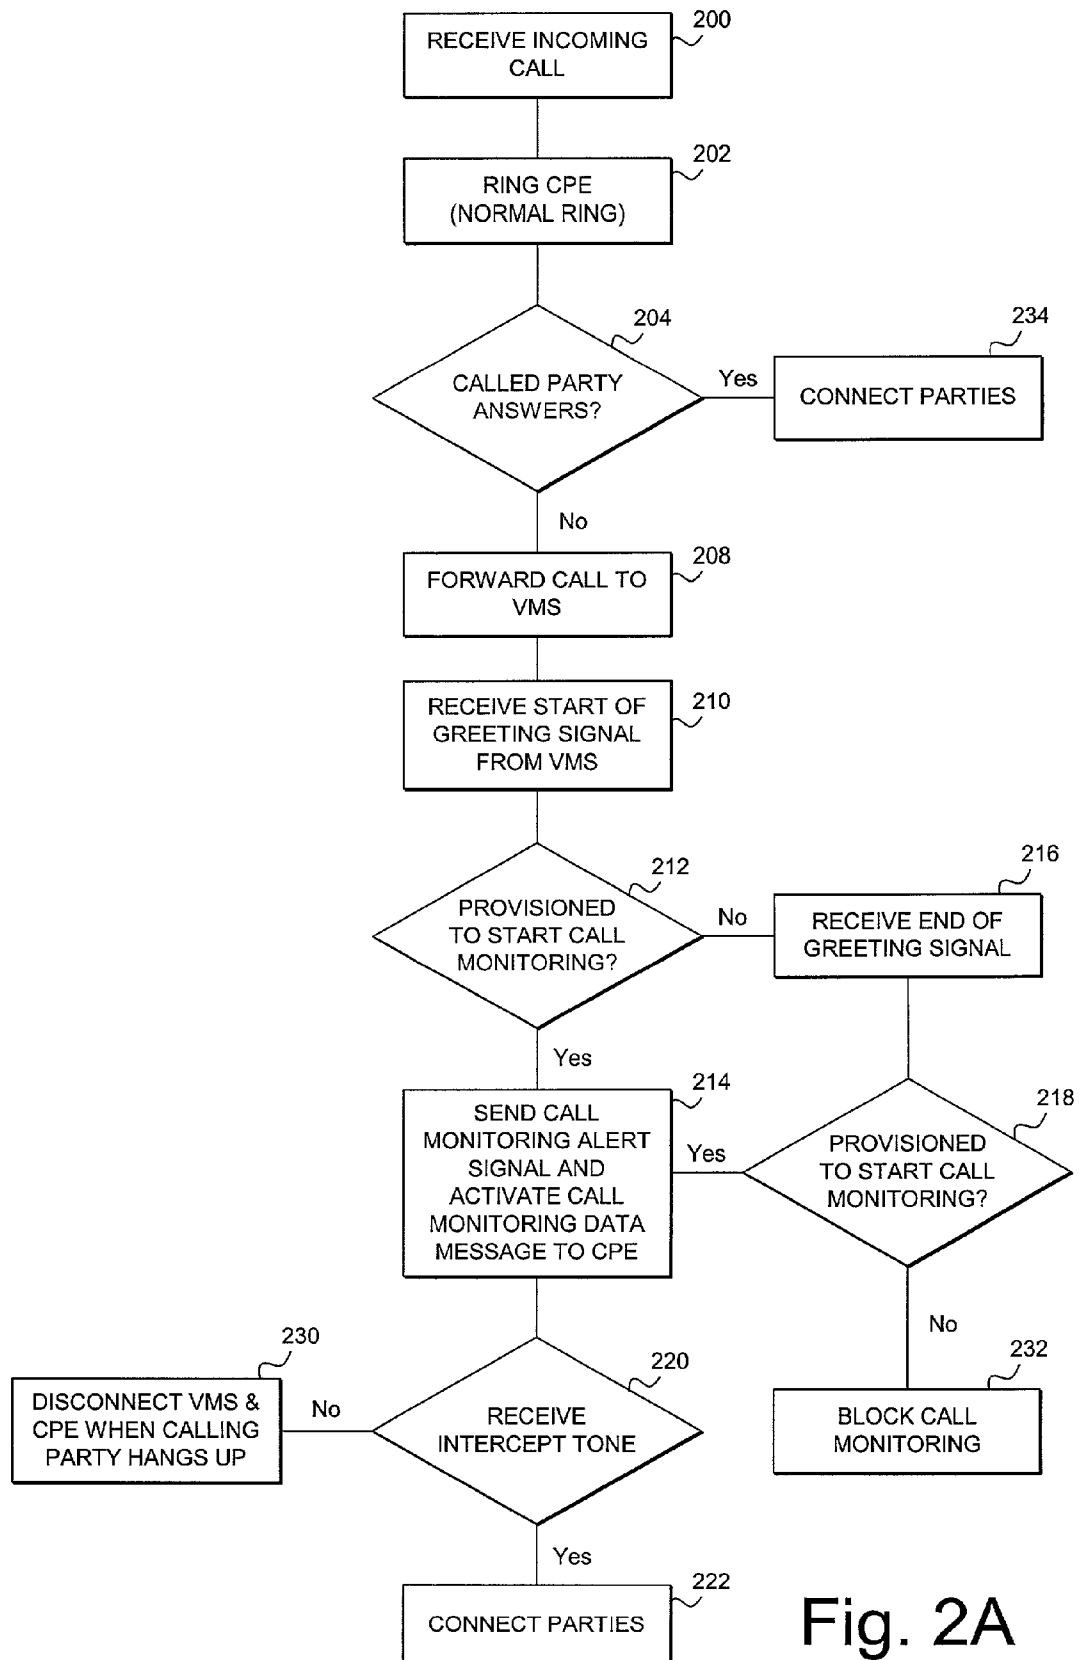 200
RECEIVE INCOMING
CALL
202
RING CPE
(NORMAL RING)
204
CALLED PARTY
ANSWERS?
Yes
234
CONNECT PARTIES
No
208
FORWARD CALL TO
VMS
210
RECEIVE START OF
GREETING SIGNAL
FROM VMS
212
PROVISIONED
TO START CALL
MONITORING?
No
216
RECEIVE END OF
GREETING SIGNAL
Yes
214
SEND CALL
MONITORING ALERT
SIGNAL AND
ACTIVATE CALL
MONITORING DATA
MESSAGE TO CPE
Yes
218
PROVISIONED
TO START CALL
MONITORING?
No
232
BLOCK CALL
MONITORING
220
RECEIVE
INTERCEPT TONE
No
230
DISCONNECT VMS &
CPE WHEN CALLING
PARTY HANGS UP
Yes
222
CONNECT PARTIES
Fig. 2A